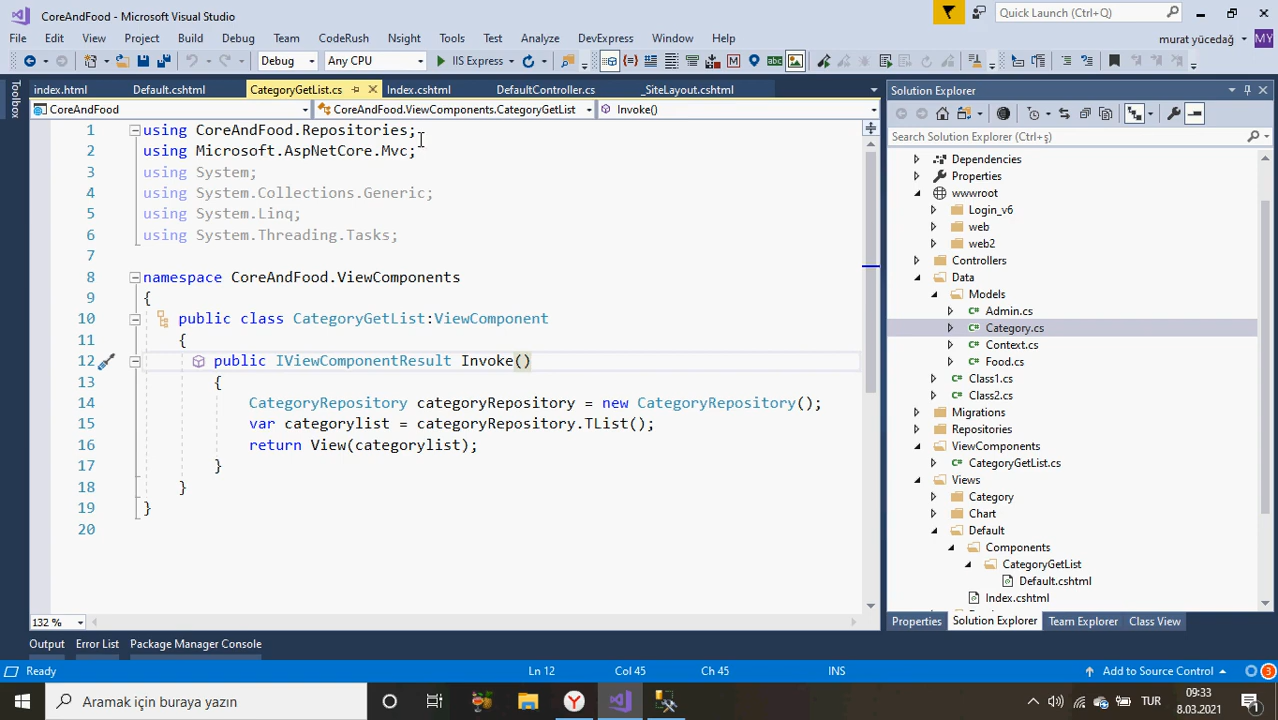 CoreAndFood - Microsoft Visual Studio
Quick Launch (Ctrl+Q)
File Edit View Project Build Debug Team CodeRush Nsight Tools Test Analyze DevExpress Window Help
murat yücedağ MY
Debug Any CPU IIS Express
Toolbox
index.html Default.cshtml CategoryGetList.cs Index.cshtml DefaultController.cs _SiteLayout.cshtml
CoreAndFood CoreAndFood.ViewComponents.CategoryGetList Invoke()
1 using CoreAndFood.Repositories;
2 using Microsoft.AspNetCore.Mvc;
3 using System;
4 using System.Collections.Generic;
5 using System.Linq;
6 using System.Threading.Tasks;
7
8 namespace CoreAndFood.ViewComponents
9 {
10 public class CategoryGetList:ViewComponent
11 {
12 public IViewComponentResult Invoke()
13 {
14 CategoryRepository categoryRepository = new CategoryRepository();
15 var categorylist = categoryRepository.TList();
16 return View(categorylist);
17 }
18 }
19 }
20
132 %
Solution Explorer
Search Solution Explorer (Ctrl+ş)
Dependencies
Properties
wwwroot
Login_v6
web
web2
Controllers
Data
Models
Admin.cs
Category.cs
Context.cs
Food.cs
Class1.cs
Class2.cs
Migrations
Repositories
ViewComponents
CategoryGetList.cs
Views
Category
Chart
Default
Components
CategoryGetList
Default.cshtml
Index.cshtml
Properties Solution Explorer Team Explorer Class View
Output Error List Package Manager Console
Ready Ln 12 Col 45 Ch 45 INS Add to Source Control 3
Aramak için buraya yazın
TUR
09:33
8.03.2021
1